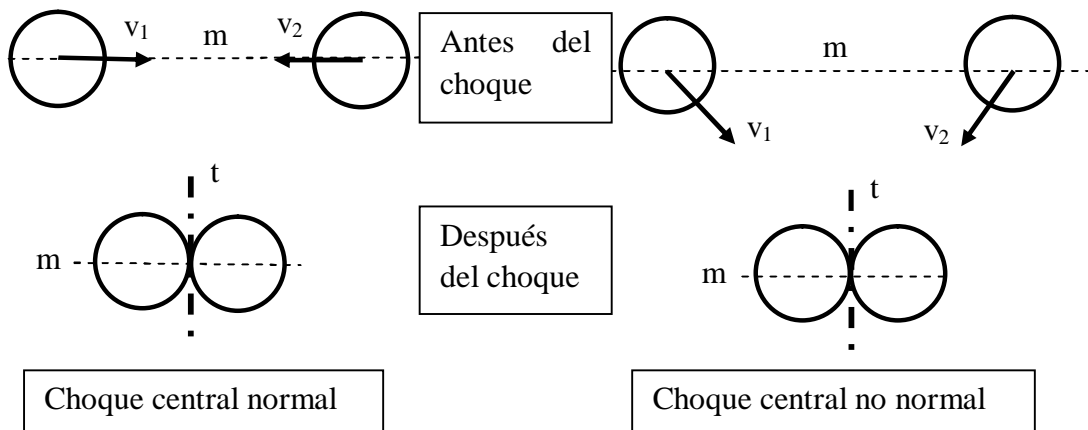 v₁ m v₂
Antes del
choque
m
v₁
v₂
t
m
Después
del choque
t
m
Choque central normal
Choque central no normal